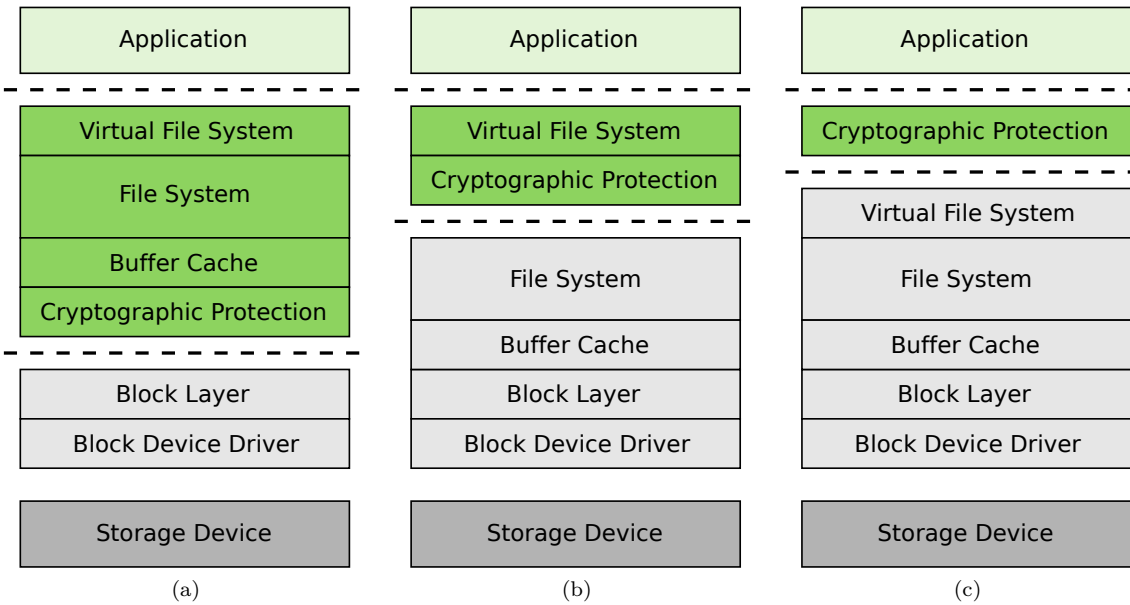 Application
Virtual File System
File System
Buffer Cache
Cryptographic Protection
Block Layer
Block Device Driver
Storage Device
(a)
Application
Virtual File System
Cryptographic Protection
File System
Buffer Cache
Block Layer
Block Device Driver
Storage Device
(b)
Application
Cryptographic Protection
Virtual File System
File System
Buffer Cache
Block Layer
Block Device Driver
Storage Device
(c)